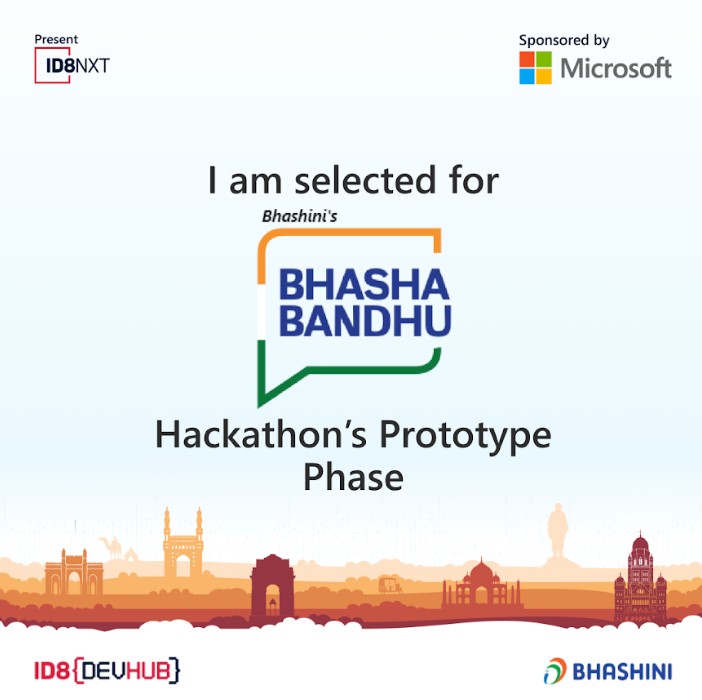 Present
ID8NXT
Sponsored by
Microsoft
I am selected for
Bhashini's
BHASHA
BANDHU
Hackathon’s Prototype
Phase
ID8{DEVHUB}
BHASHINI